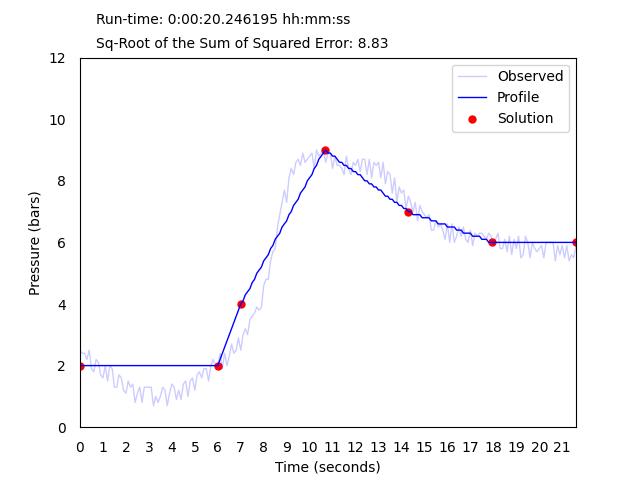 Run-time: 0:00:20.246195 hh:mm:ss
Sq-Root of the Sum of Squared Error: 8.83
12
10
8
6
4
2
0
Pressure (bars)
Observed
Profile
Solution
0 1 2 3 4 5 6 7 8 9 10 11 12 13 14 15 16 17 18 19 20 21
Time (seconds)